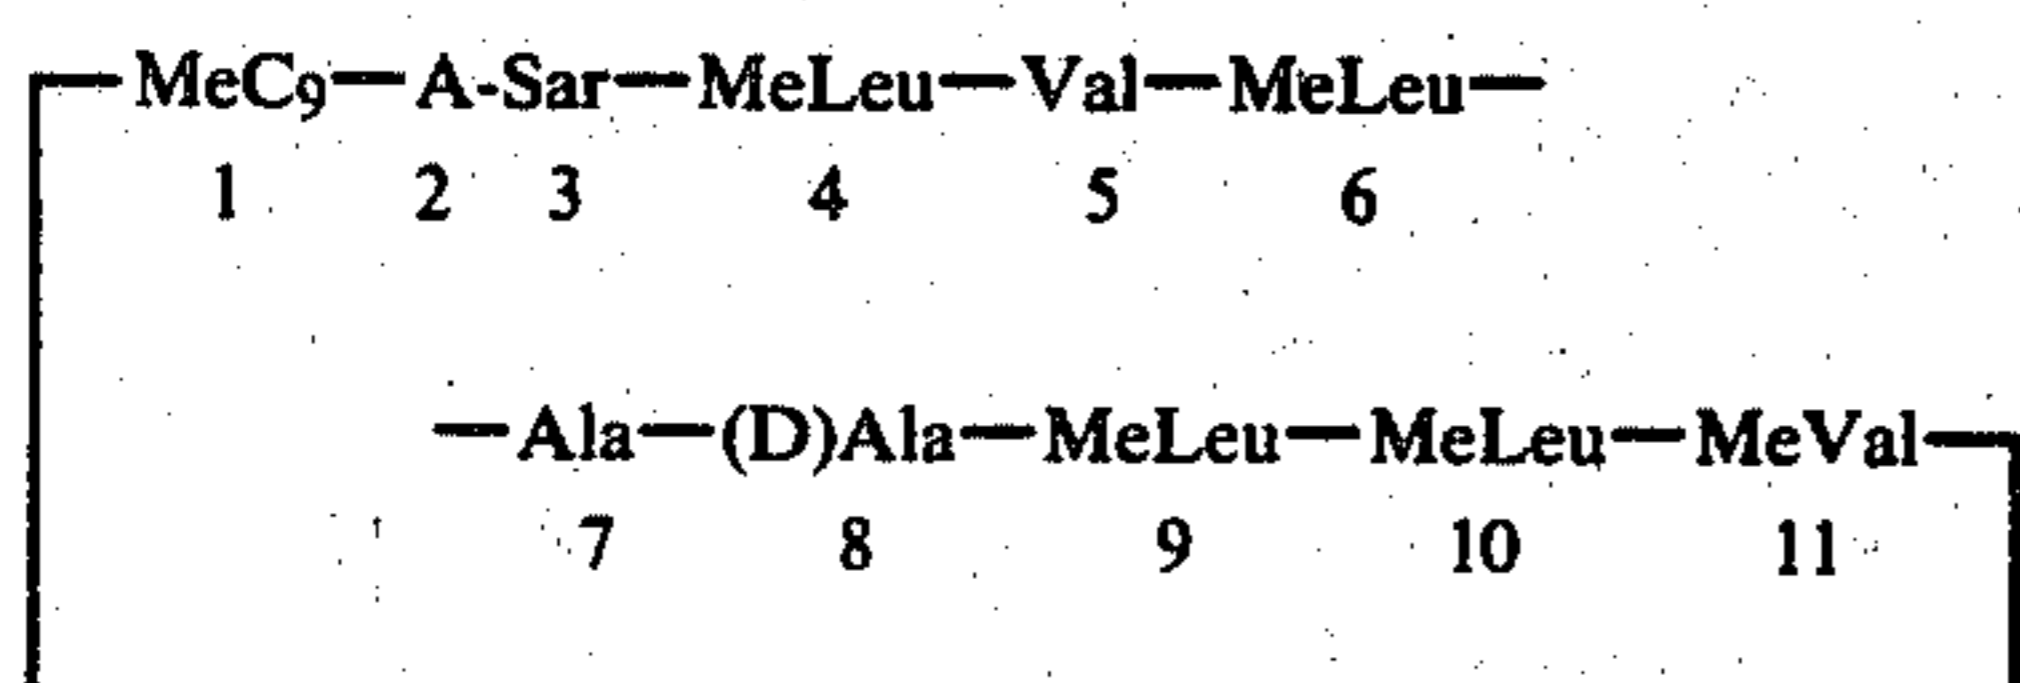 MeC9—A-Sar—MeLeu—Val—MeLeu—
1 2 3 4 5 6
—Ala—(D)Ala—MeLeu—MeLeu—MeVal—
7 8 9 10 11